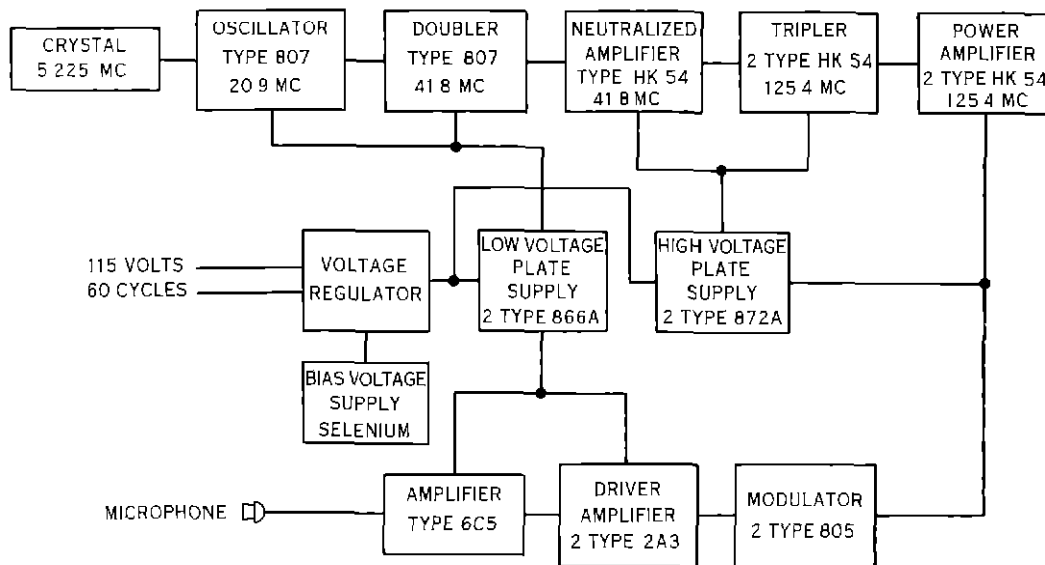 CRYSTAL
5 225 MC
OSCILLATOR
TYPE 807
20 9 MC
DOUBLER
TYPE 807
41 8 MC
NEUTRALIZED
AMPLIFIER
TYPE HK 54
41 8 MC
TRIPLER
2 TYPE HK 54
125 4 MC
POWER
AMPLIFIER
2 TYPE HK 54
125 4 MC
115 VOLTS
60 CYCLES
VOLTAGE
REGULATOR
LOW VOLTAGE
PLATE
SUPPLY
2 TYPE 866A
HIGH VOLTAGE
PLATE
SUPPLY
2 TYPE 872A
BIAS VOLTAGE
SUPPLY
SELENIUM
MICROPHONE
AMPLIFIER
TYPE 6C5
DRIVER
AMPLIFIER
2 TYPE 2A3
MODULATOR
2 TYPE 805